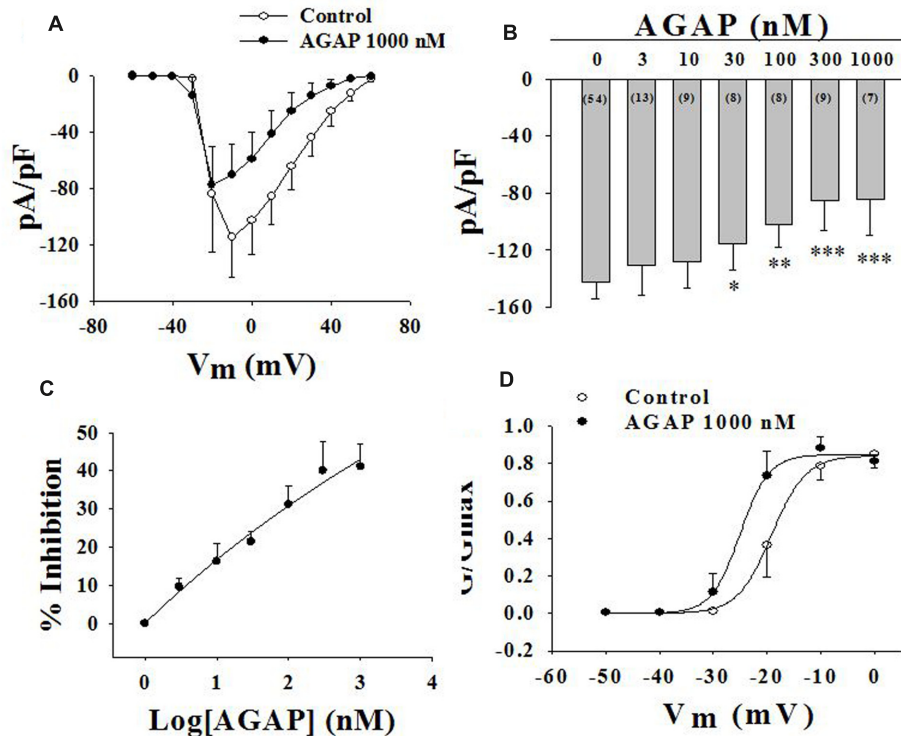 A
Control
AGAP 1000 nM
0
-40
-80
-120
-160
pA/pF
-80 -40 0 40 80
Vm (mV)
B
AGAP (nM)
0 3 10 30 100 300 1000
0
-40
-80
-120
-160
pA/pF
(54) (13) (9) (8) (8) (9) (7)
* ** *** ***
C
50
40
30
20
10
0
% Inhibition
0 1 2 3 4
Log[AGAP] (nM)
D
Control
AGAP 1000 nM
1.0
0.8
0.6
0.4
0.2
0.0
-0.2
G/Gmax
-60 -50 -40 -30 -20 -10 0
Vm (mV)